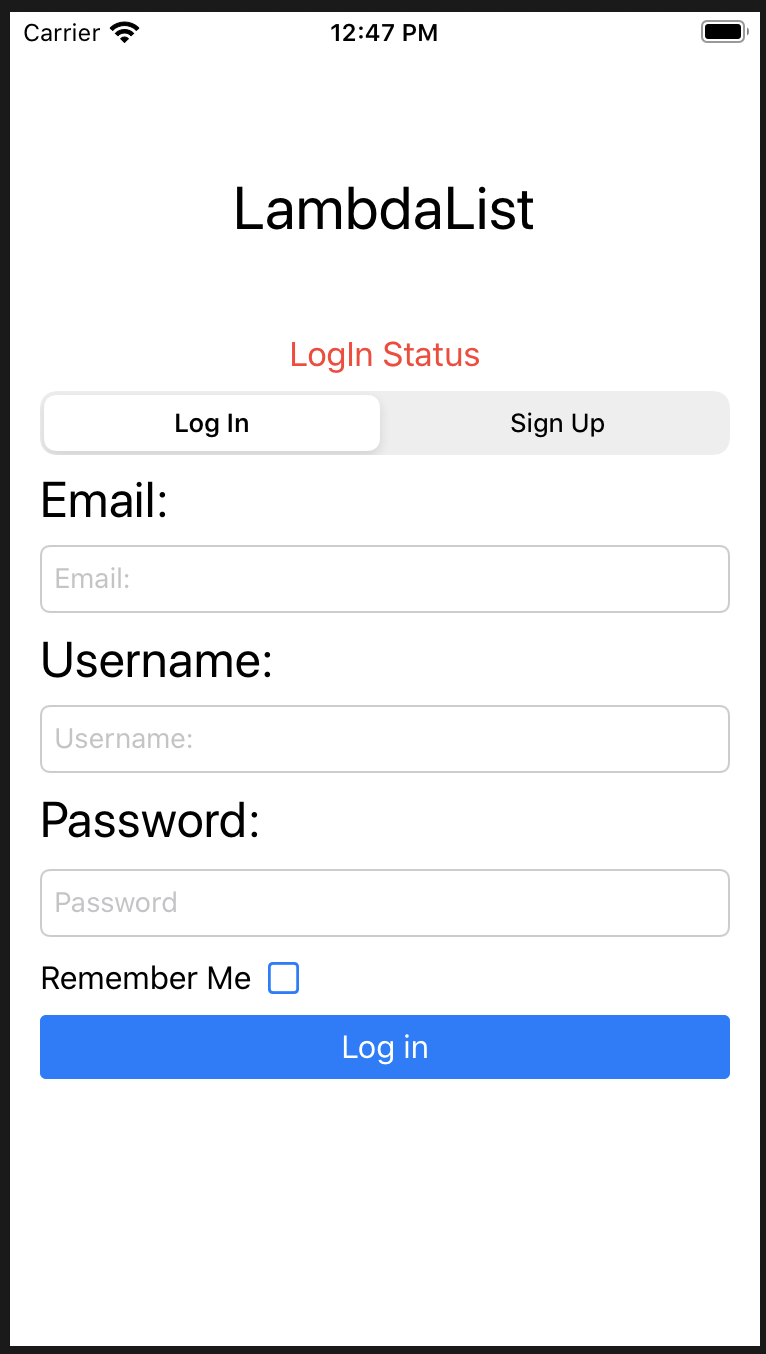 Carrier 12:47 PM
LambdaList
LogIn Status
Log In Sign Up
Email:
Email:
Username:
Username:
Password:
Password
Remember Me
Log in